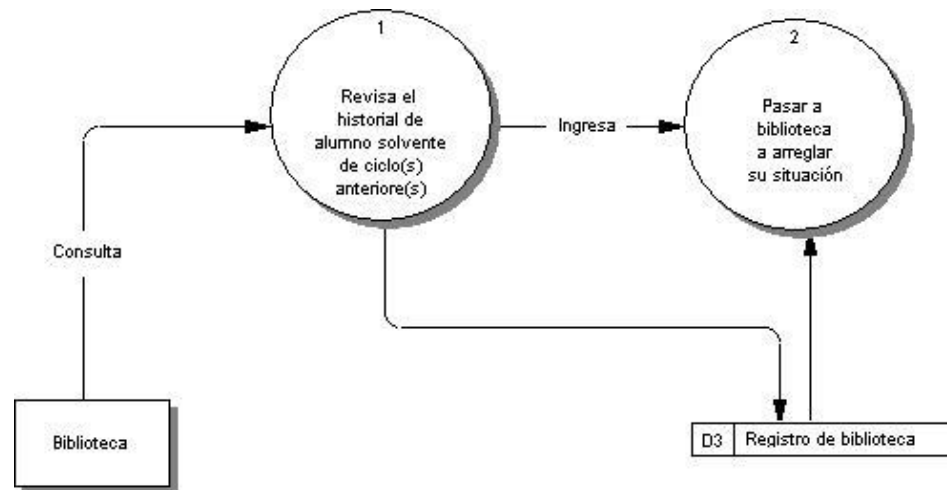 1
Revisa el
historial de
alumno solvente
de ciclo(s)
anteriore(s)
Ingresa
2
Pasar a
biblioteca
a arreglar
su situación
Consulta
Biblioteca
D3 Registro de biblioteca